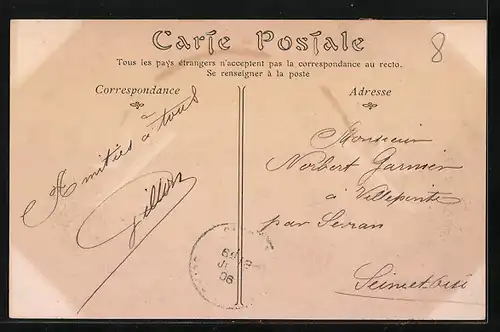 Carte Postale
8
Tous les pays étrangers n'acceptent pas la correspondance au recto.
Se renseigner à la poste
Correspondance
Adresse
Amitiés à tous
Monsieur
Norbert Garnier
à Villepinte
par Sevran
Seine et Oise